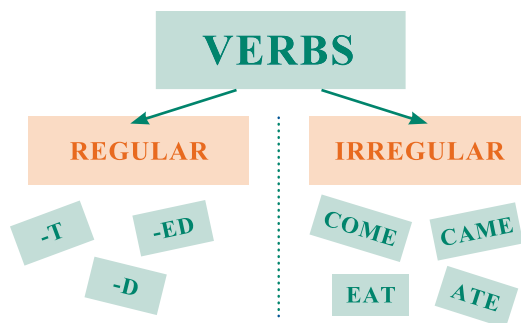 VERBS
REGULAR
IRREGULAR
-T
-ED
-D
COME
CAME
EAT
ATE